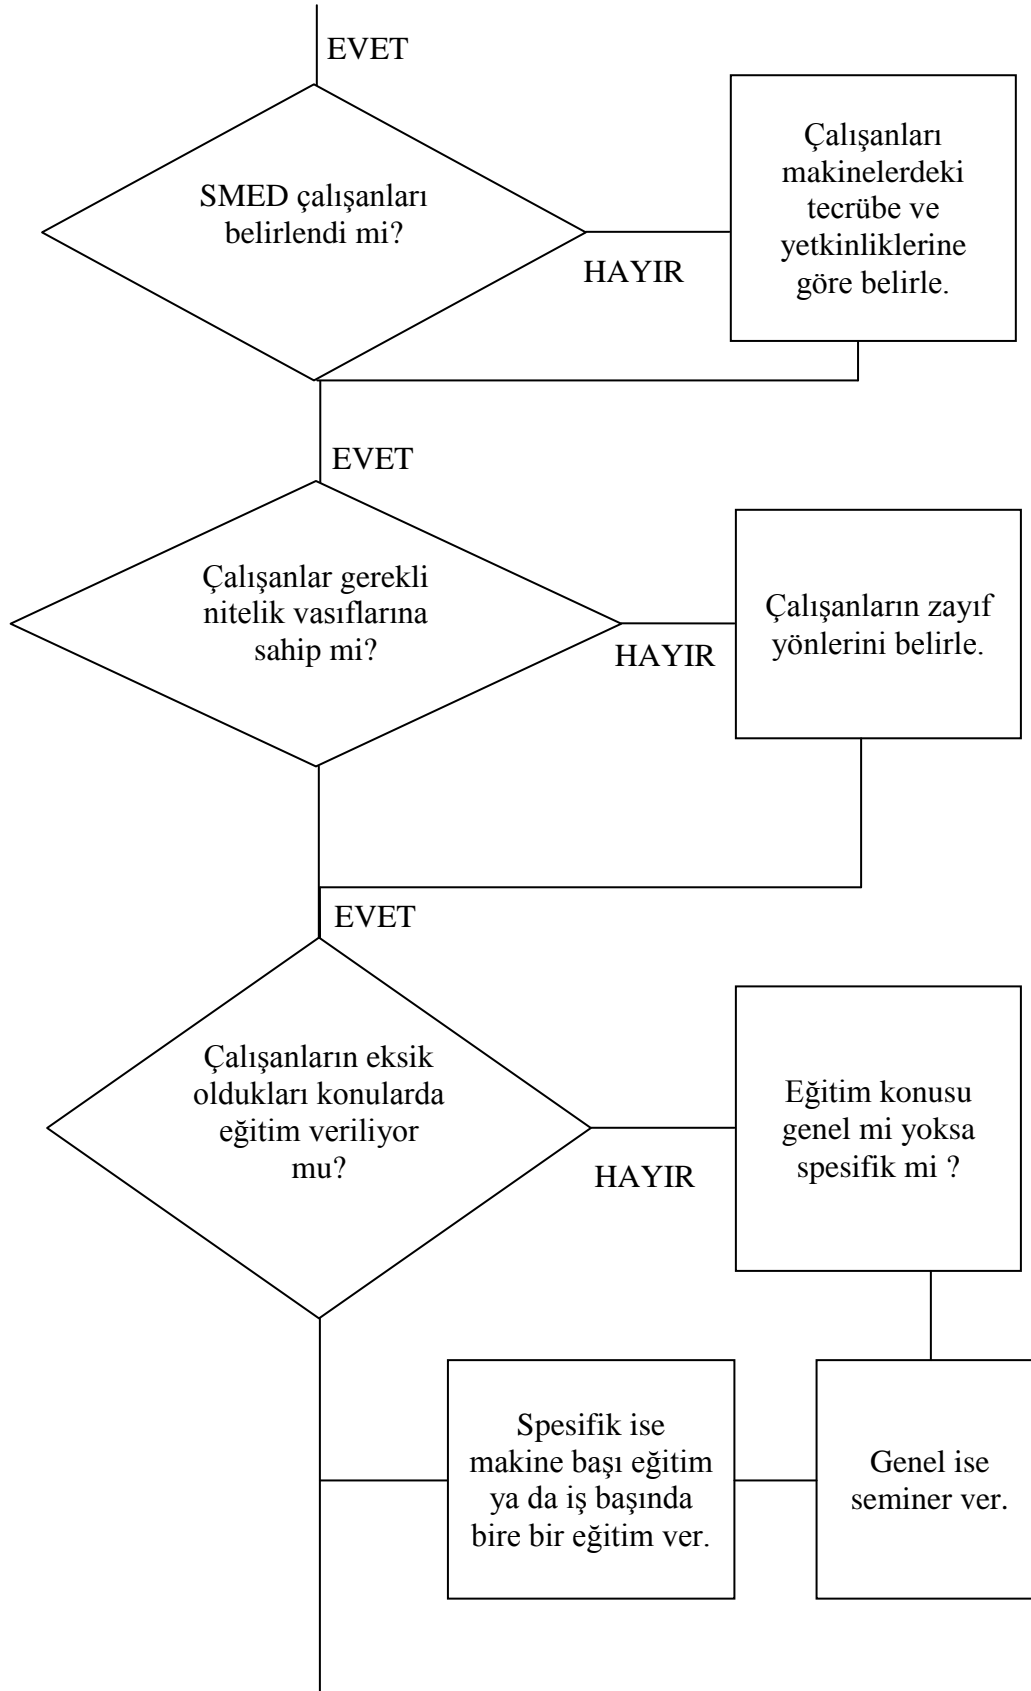 EVET
SMED çalışanları
belirlendi mi?
HAYIR
Çalışanları
makinelerdeki
tecrübe ve
yetkinliklerine
göre belirle.
EVET
Çalışanlar gerekli
nitelik vasıflarına
sahip mi?
HAYIR
Çalışanların zayıf
yönlerini belirle.
EVET
Çalışanların eksik
oldukları konularda
eğitim veriliyor
mu?
HAYIR
Eğitim konusu
genel mi yoksa
spesifik mi ?
Spesifik ise
makine başı eğitim
ya da iş başında
bire bir eğitim ver.
Genel ise
seminer ver.